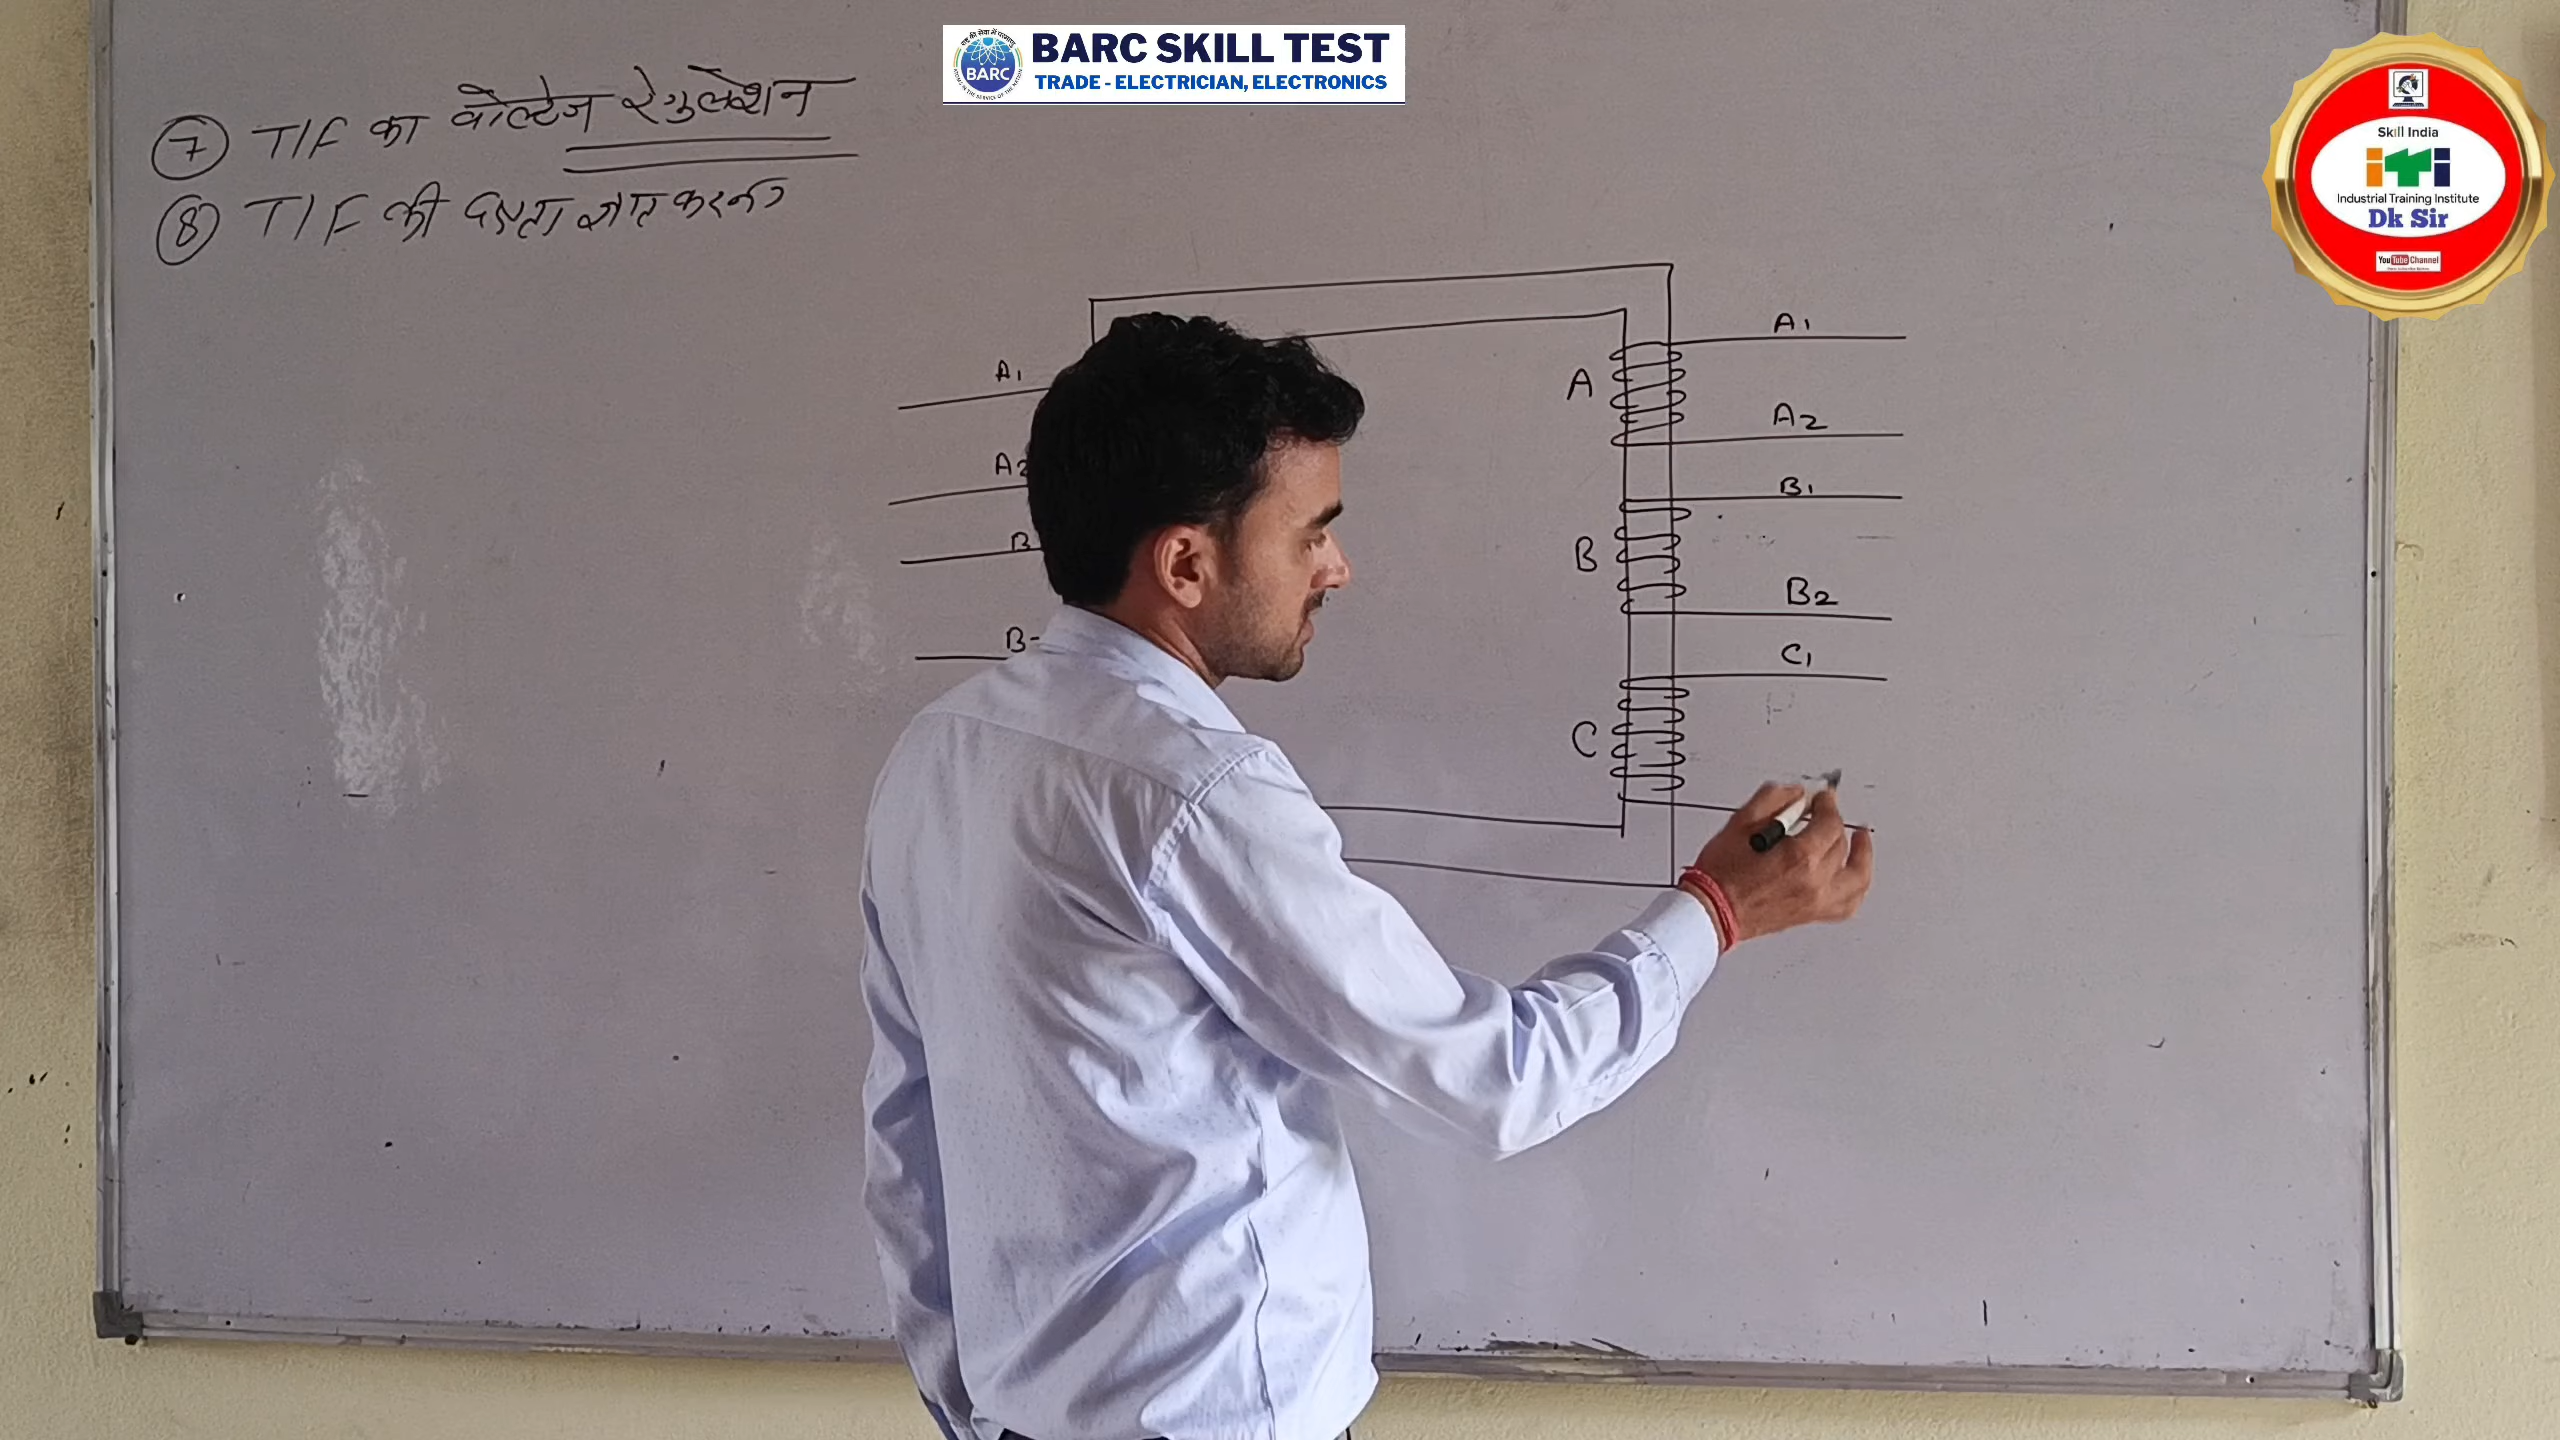 BARC SKILL TEST
TRADE - ELECTRICIAN, ELECTRONICS
BARC
Skill India
iTi
Industrial Training Institute
Dk Sir
YouTube Channel
7 T/F का वोल्टेज रेगुलेशन
8 T/F की दक्षता ज्ञात करना
A1
A2
B
B
A
B
C
A1
A2
B1
B2
C1